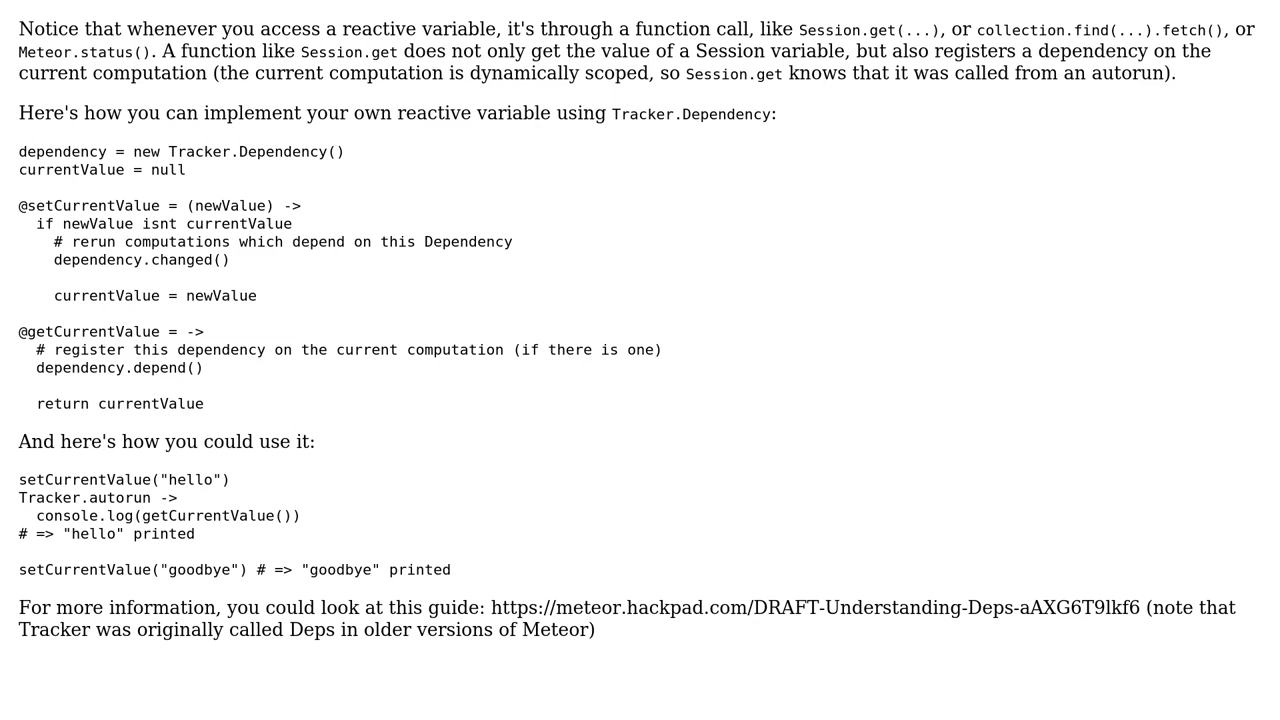 Notice that whenever you access a reactive variable, it's through a function call, like Session.get(...), or collection.find(...).fetch(), or
Meteor.status(). A function like Session.get does not only get the value of a Session variable, but also registers a dependency on the
current computation (the current computation is dynamically scoped, so Session.get knows that it was called from an autorun).
Here's how you can implement your own reactive variable using Tracker.Dependency:
dependency = new Tracker.Dependency()
currentValue = null
@setCurrentValue = (newValue) ->
  if newValue isnt currentValue
    # rerun computations which depend on this Dependency
    dependency.changed()
    currentValue = newValue
@getCurrentValue = ->
  # register this dependency on the current computation (if there is one)
  dependency.depend()
  return currentValue
And here's how you could use it:
setCurrentValue("hello")
Tracker.autorun ->
  console.log(getCurrentValue())
# => "hello" printed
setCurrentValue("goodbye") # => "goodbye" printed
For more information, you could look at this guide: https://meteor.hackpad.com/DRAFT-Understanding-Deps-aAXG6T9lkf6 (note that
Tracker was originally called Deps in older versions of Meteor)